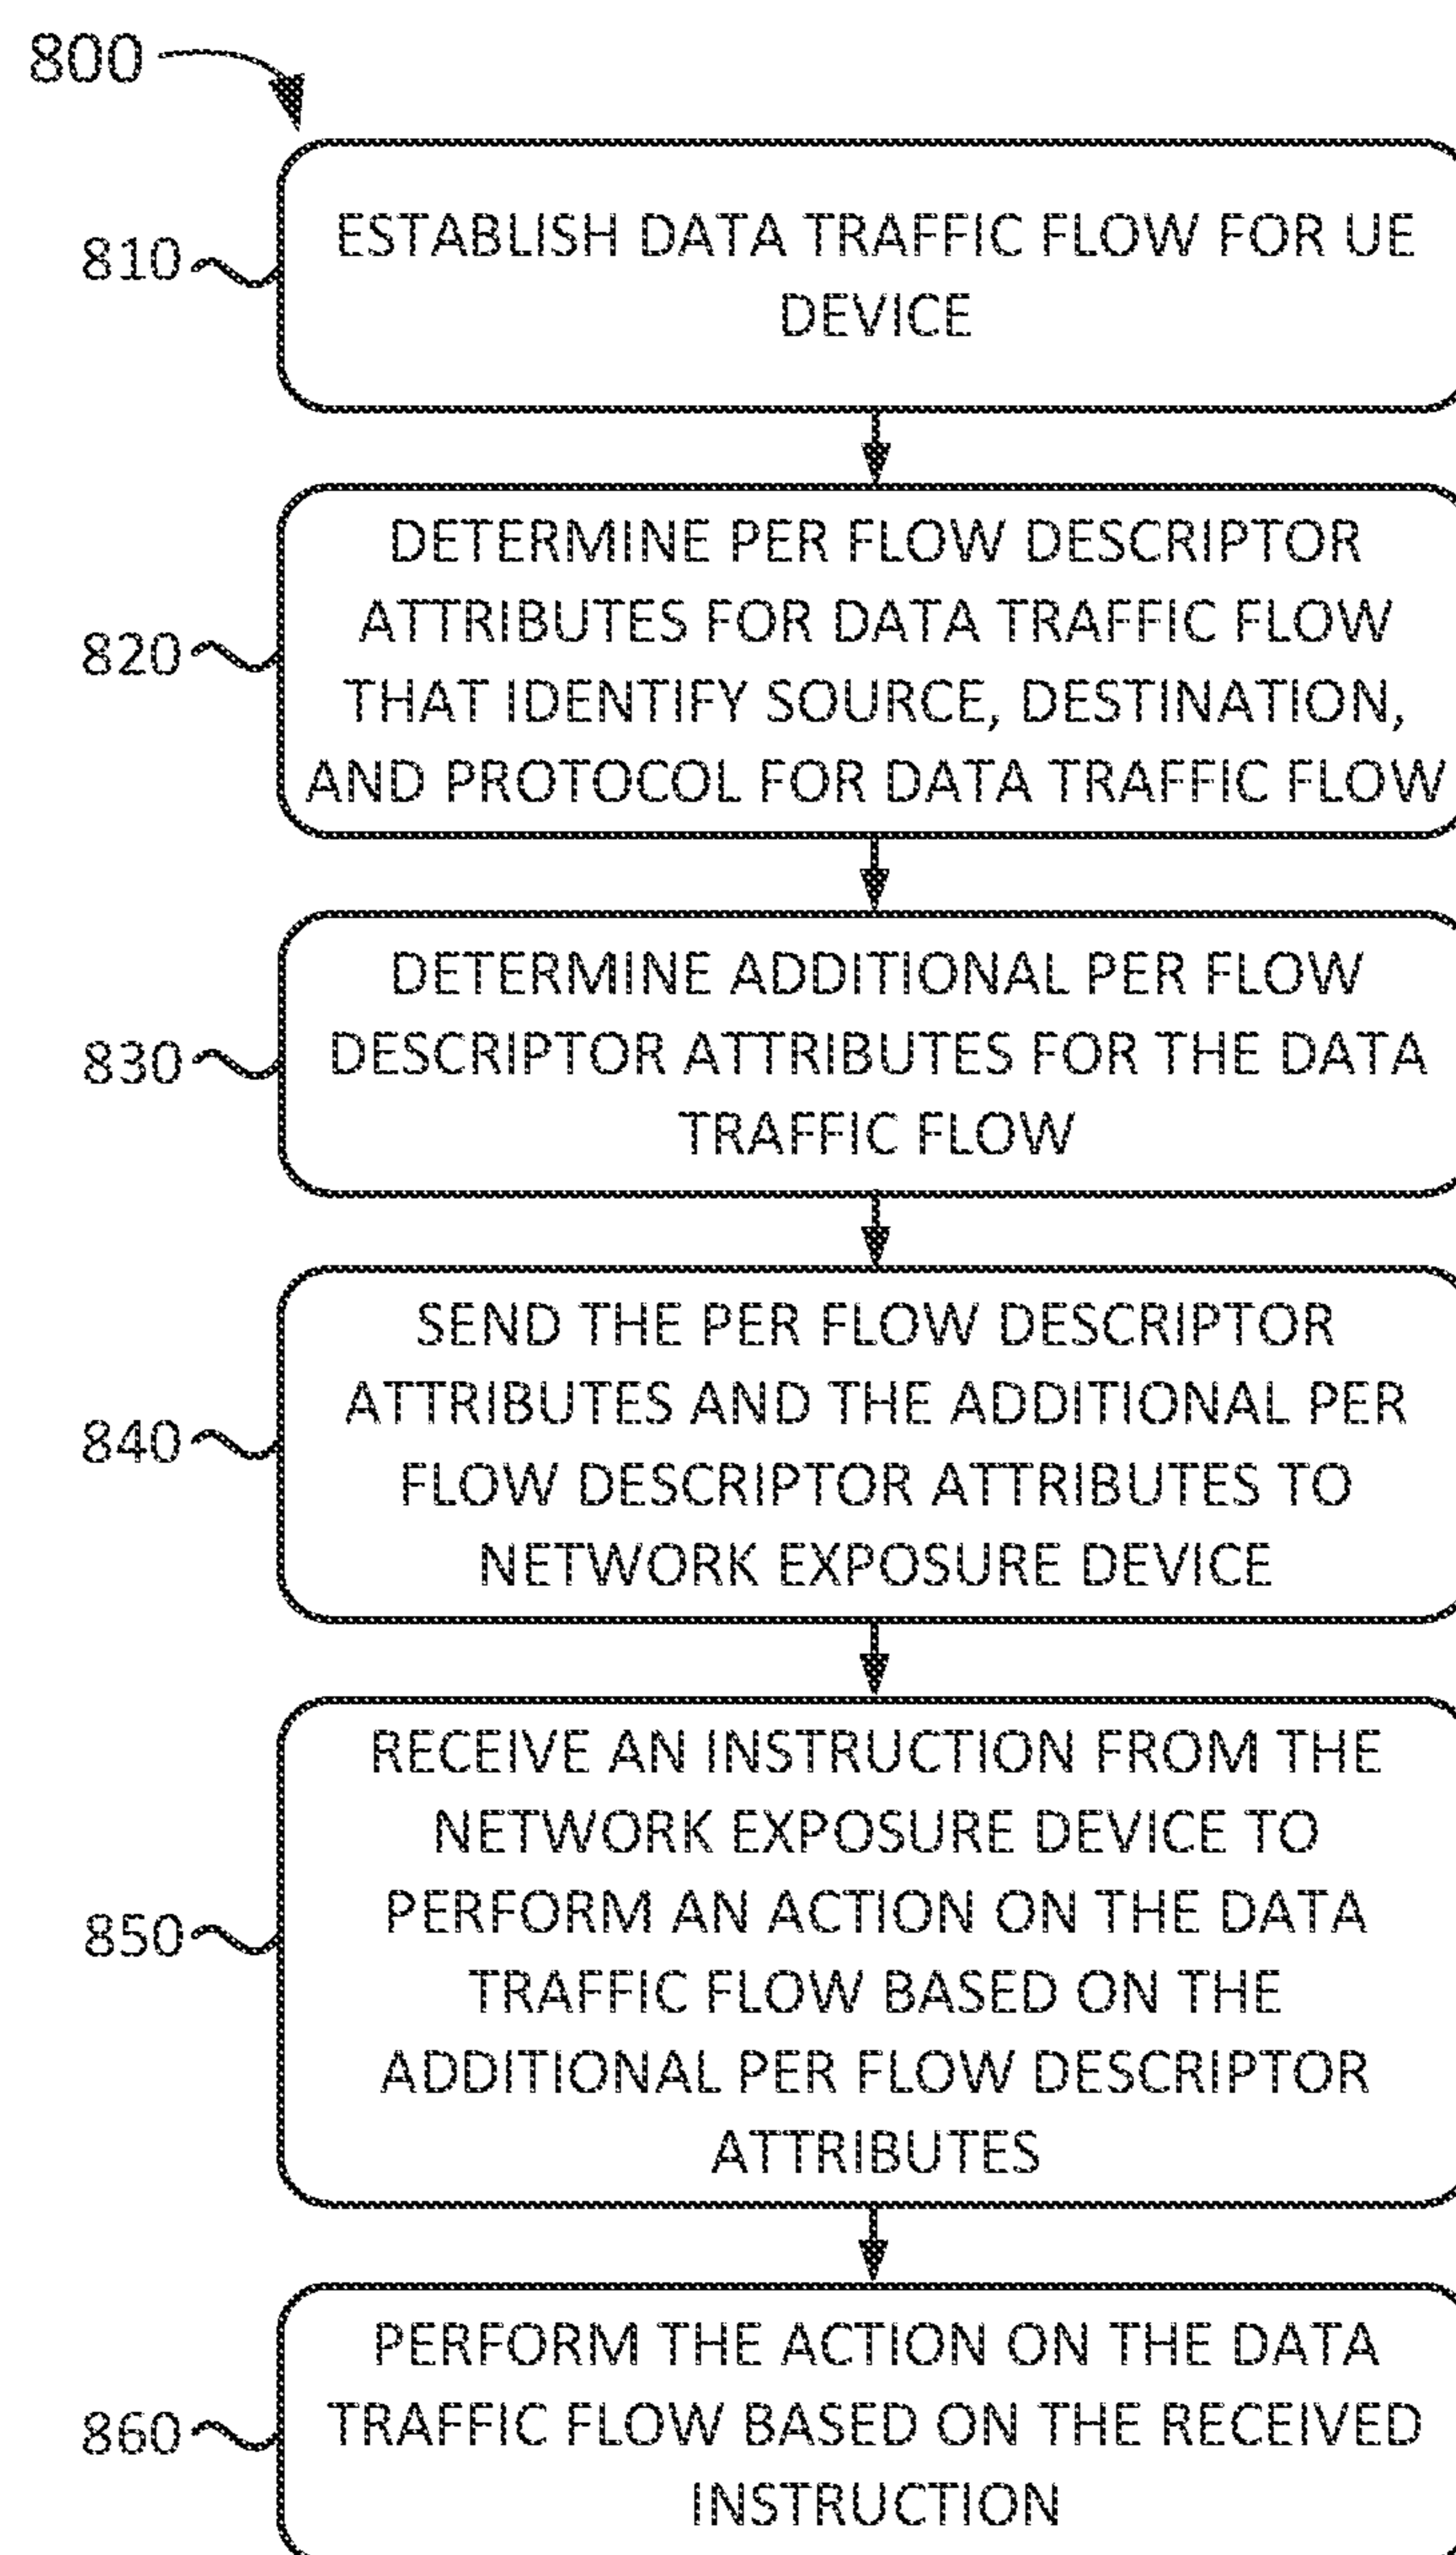 800
810
ESTABLISH DATA TRAFFIC FLOW FOR UE
DEVICE
820
DETERMINE PER FLOW DESCRIPTOR
ATTRIBUTES FOR DATA TRAFFIC FLOW
THAT IDENTIFY SOURCE, DESTINATION,
AND PROTOCOL FOR DATA TRAFFIC FLOW
830
DETERMINE ADDITIONAL PER FLOW
DESCRIPTOR ATTRIBUTES FOR THE DATA
TRAFFIC FLOW
840
SEND THE PER FLOW DESCRIPTOR
ATTRIBUTES AND THE ADDITIONAL PER
FLOW DESCRIPTOR ATTRIBUTES TO
NETWORK EXPOSURE DEVICE
850
RECEIVE AN INSTRUCTION FROM THE
NETWORK EXPOSURE DEVICE TO
PERFORM AN ACTION ON THE DATA
TRAFFIC FLOW BASED ON THE
ADDITIONAL PER FLOW DESCRIPTOR
ATTRIBUTES
860
PERFORM THE ACTION ON THE DATA
TRAFFIC FLOW BASED ON THE RECEIVED
INSTRUCTION